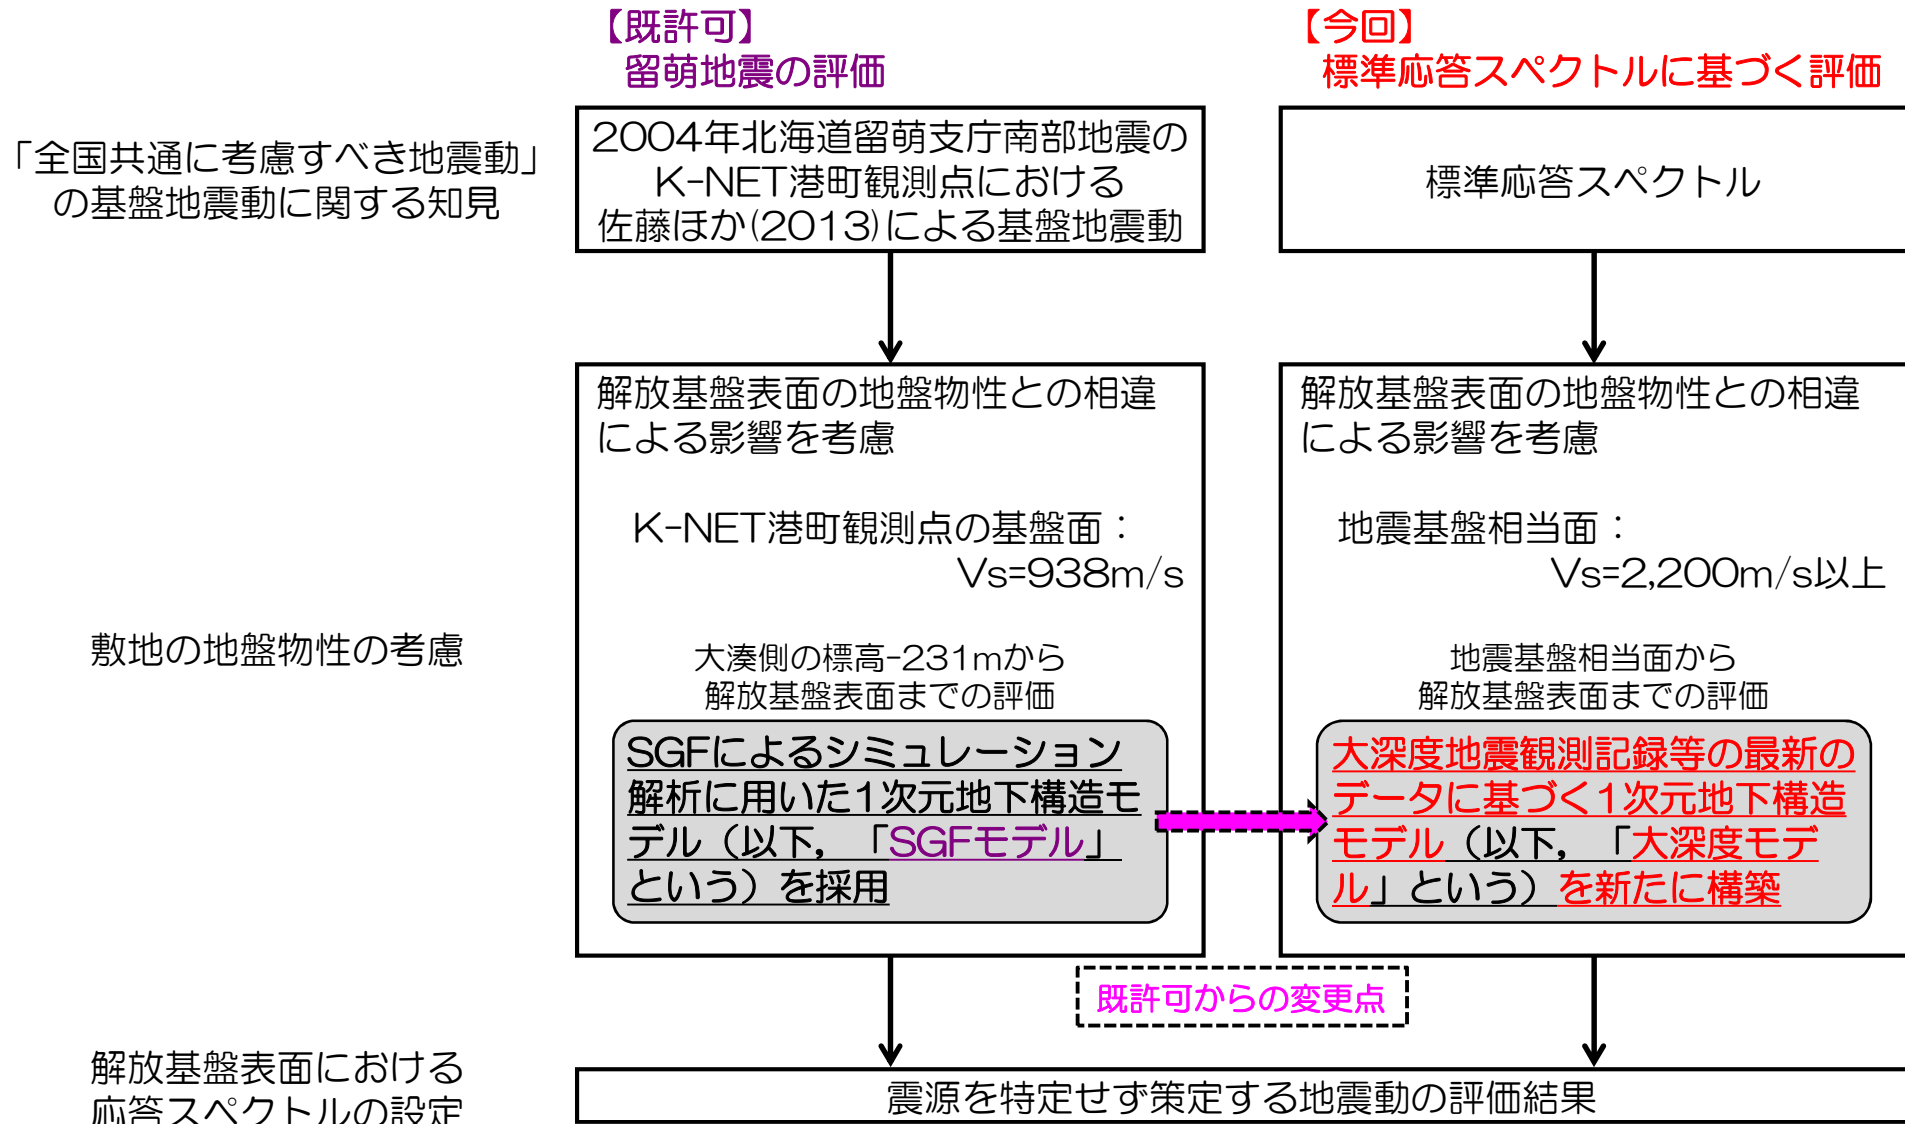 【既許可】
留萌地震の評価
【今回】
標準応答スペクトルに基づく評価
「全国共通に考慮すべき地震動」
の基盤地震動に関する知見
2004年北海道留萌支庁南部地震の
K-NET港町観測点における
佐藤ほか(2013)による基盤地震動
標準応答スペクトル
敷地の地盤物性の考慮
解放基盤表面の地盤物性との相違
による影響を考慮
K-NET港町観測点の基盤面：
Vs=938m/s
大湊側の標高-231mから
解放基盤表面までの評価
SGFによるシミュレーション
解析に用いた1次元地下構造モ
デル（以下，「SGFモデル」
という）を採用
解放基盤表面の地盤物性との相違
による影響を考慮
地震基盤相当面：
Vs=2,200m/s以上
地震基盤相当面から
解放基盤表面までの評価
大深度地震観測記録等の最新の
データに基づく1次元地下構造
モデル（以下，「大深度モデ
ル」という）を新たに構築
既許可からの変更点
解放基盤表面における
応答スペクトルの設定
震源を特定せず策定する地震動の評価結果